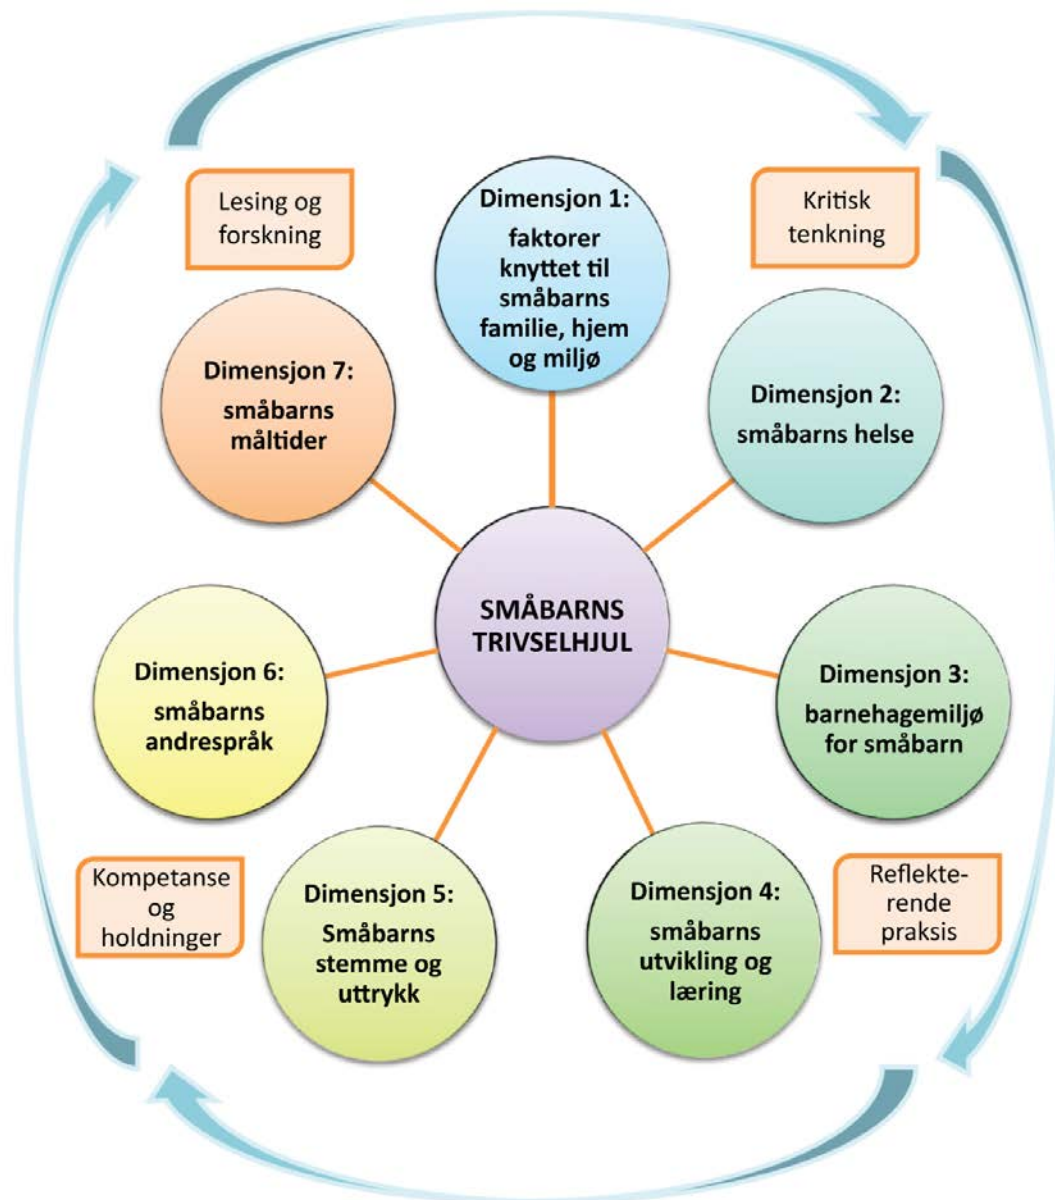 Lesing og
forskning
Dimensjon 1:
faktorer
knyttet til
småbarns
familie, hjem
og miljø
Kritisk
tenkning
Dimensjon 7:
småbarns
måltider
Dimensjon 2:
småbarns helse
SMÅBARNS
TRIVSELHJUL
Dimensjon 6:
småbarns
andrespråk
Dimensjon 3:
barnehagemiljø
for småbarn
Kompetanse
og
holdninger
Dimensjon 5:
Småbarns
stemme og
uttrykk
Dimensjon 4:
småbarns
utvikling og
læring
Reflekte-
rende
praksis